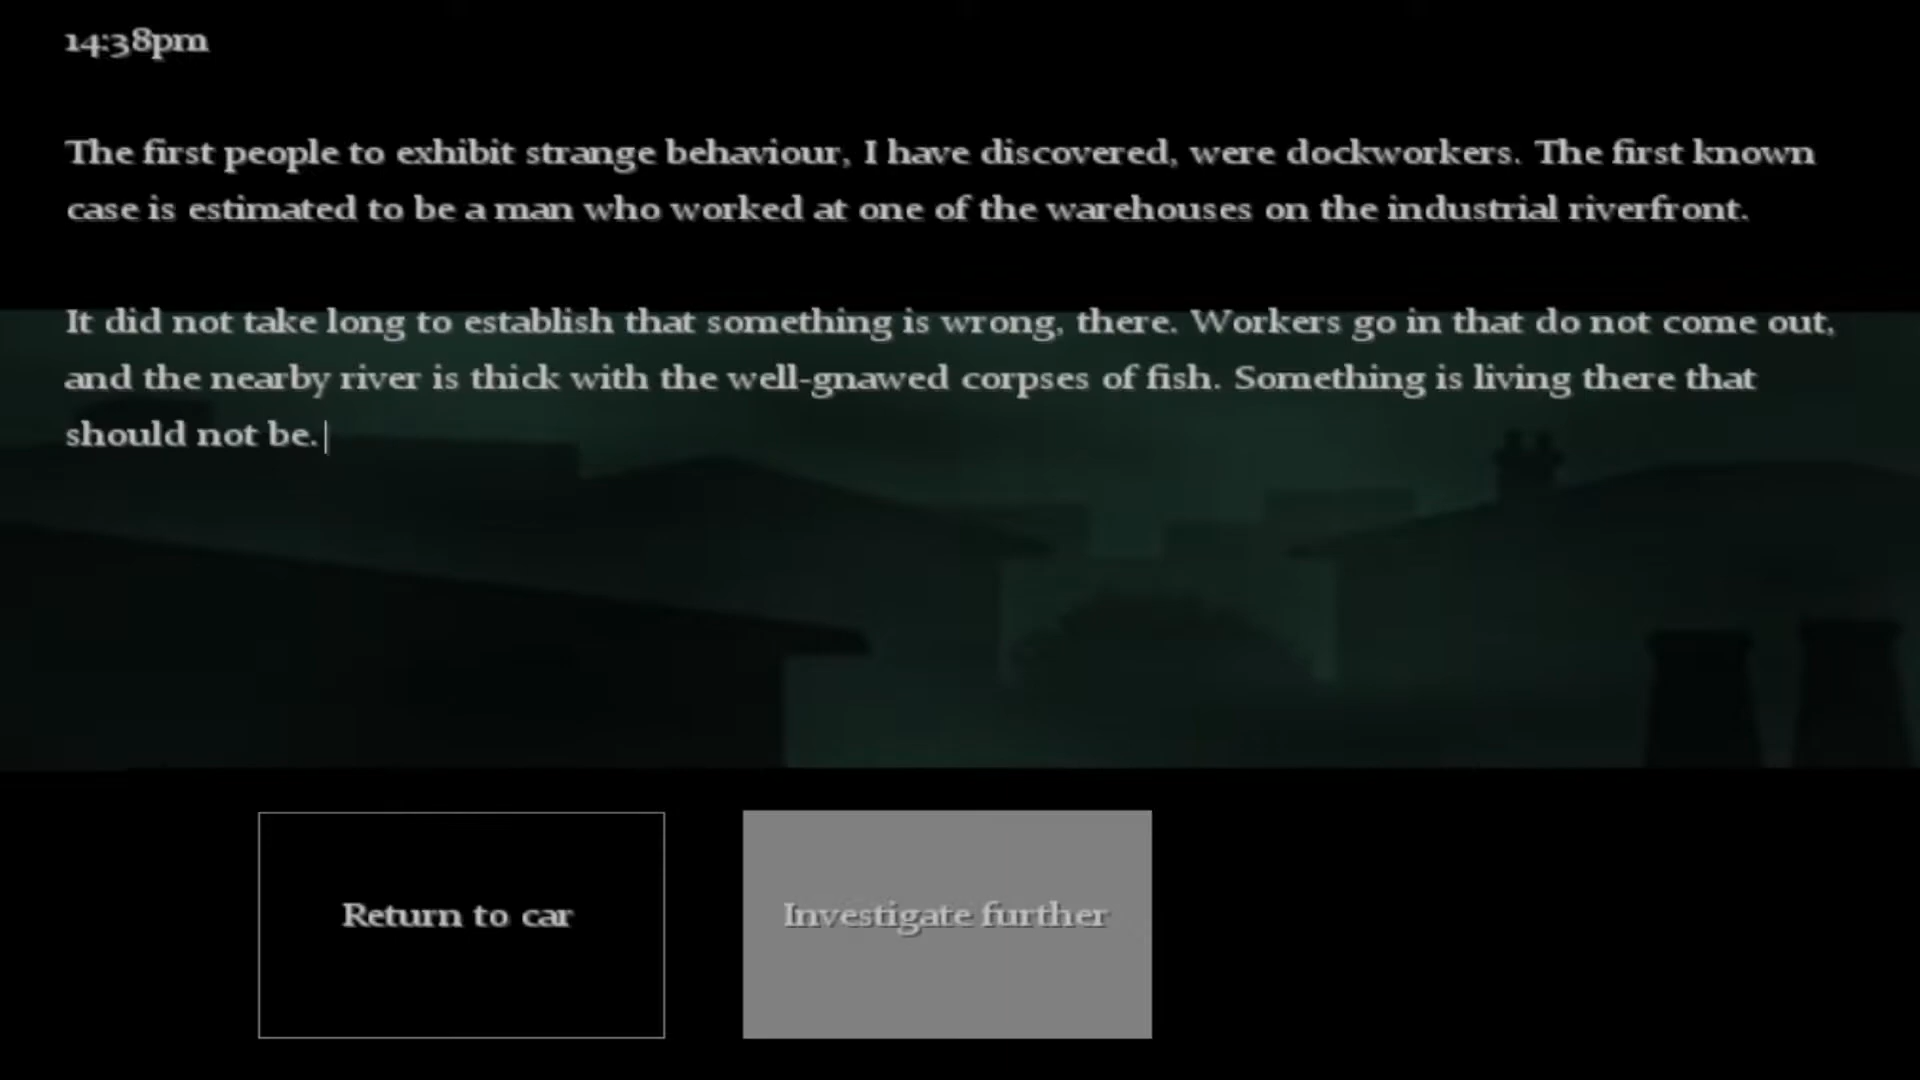 14:38pm
The first people to exhibit strange behaviour, I have discovered, were dockworkers. The first known
case is estimated to be a man who worked at one of the warehouses on the industrial riverfront.
It did not take long to establish that something is wrong, there. Workers go in that do not come out,
and the nearby river is thick with the well-gnawed corpses of fish. Something is living there that
should not be.
Return to car
Investigate further